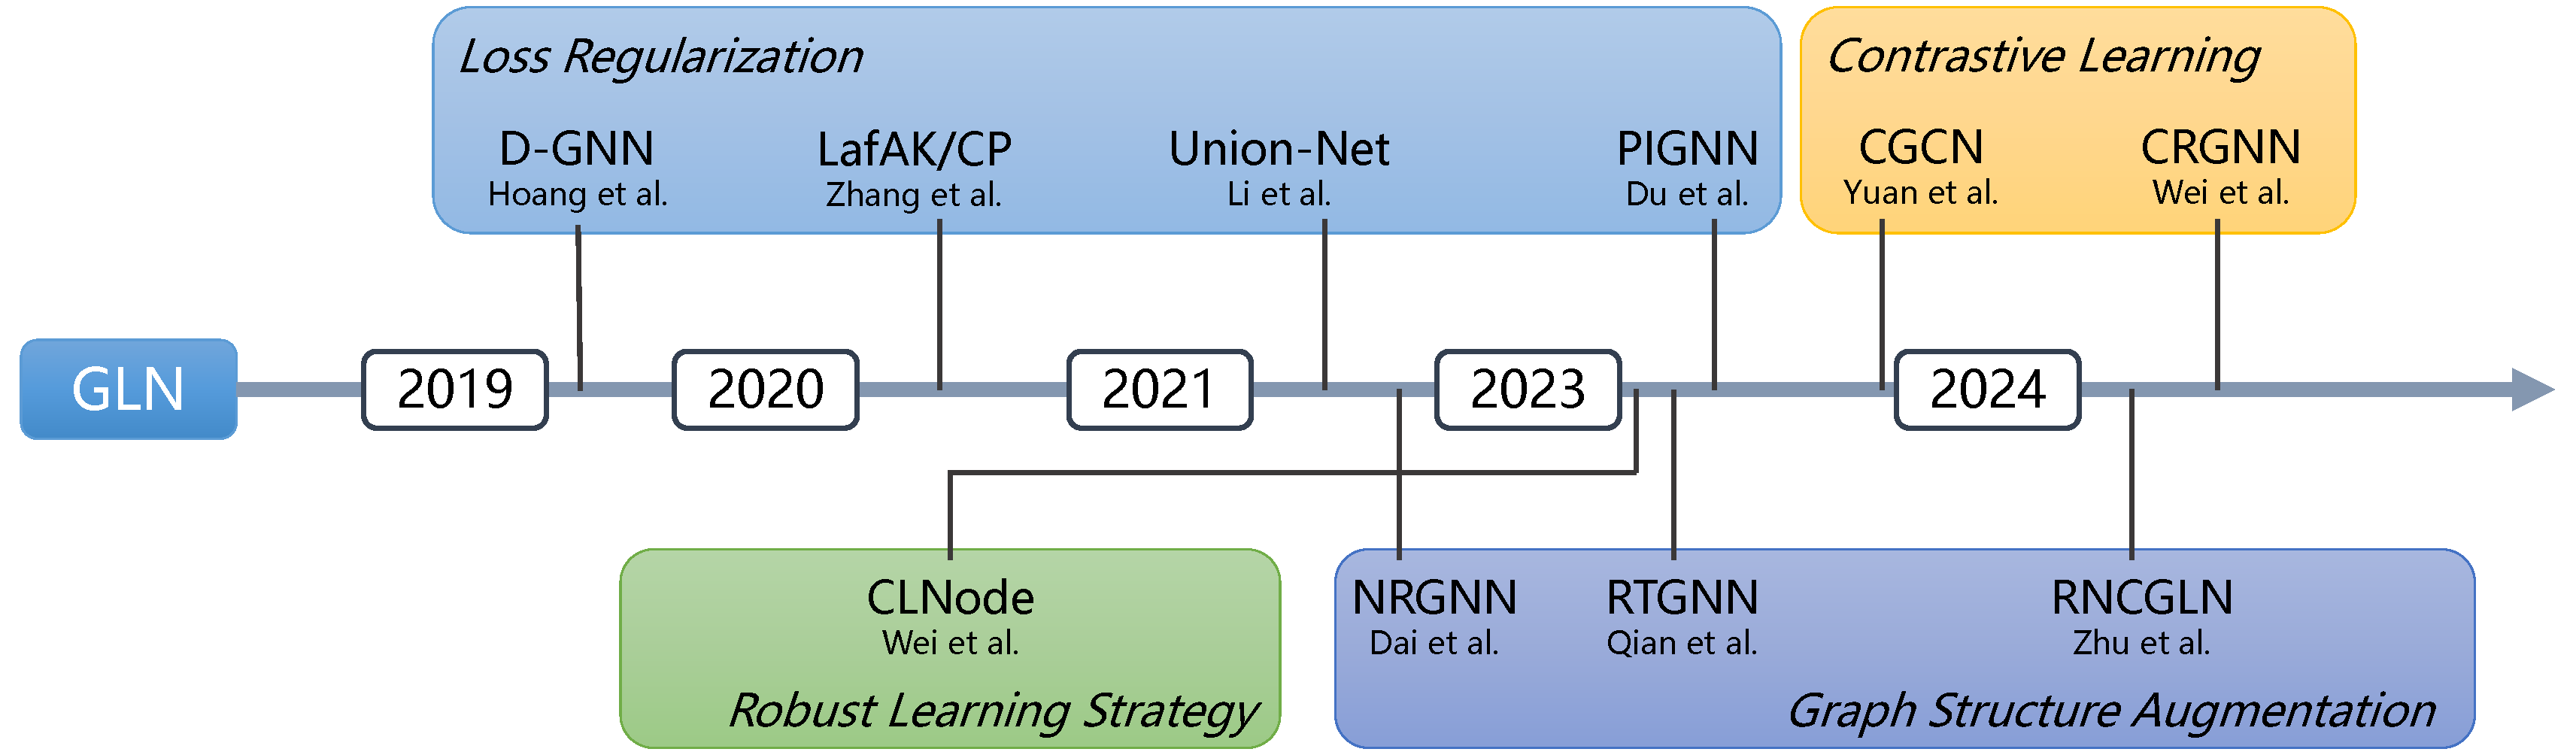 Loss Regularization
D-GNN
Hoang et al.
LafAK/CP
Zhang et al.
Union-Net
Li et al.
PIGNN
Du et al.
Contrastive Learning
CGCN
Yuan et al.
CRGNN
Wei et al.
GLN
2019
2020
2021
2023
2024
CLNode
Wei et al.
Robust Learning Strategy
NRGNN
Dai et al.
RTGNN
Qian et al.
RNCGLN
Zhu et al.
Graph Structure Augmentation